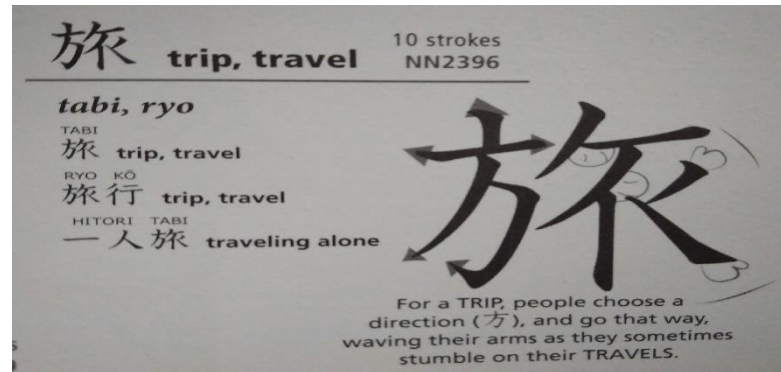 旅 trip, travel 10 strokes
NN2396
tabi, ryo
TABI
旅 trip, travel
RYO KŌ
旅行 trip, travel
HITORI TABI
一人旅 traveling alone
旅
For a TRIP, people choose a
direction (方), and go that way,
waving their arms as they sometimes
stumble on their TRAVELS.